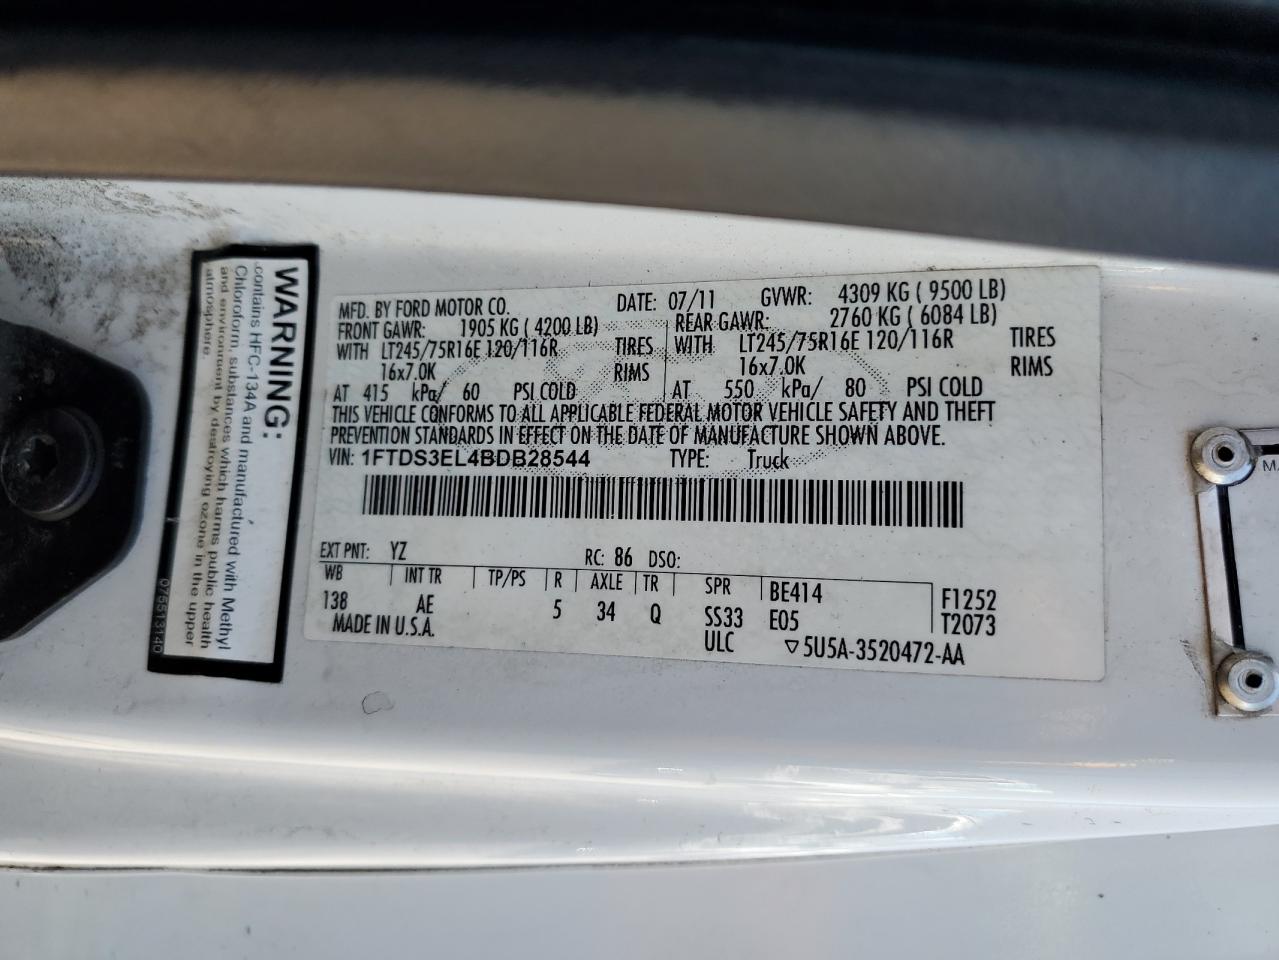 WARNING:
contains HFC-134A and manufactured with Methyl
Chloroform, substances which harms public health
and environment by destroying ozone in the upper
atmosphere.
075513140
MFD. BY FORD MOTOR CO. DATE: 07/11 GVWR: 4309 KG ( 9500 LB)
FRONT GAWR: 1905 KG ( 4200 LB) REAR GAWR: 2760 KG ( 6084 LB)
WITH LT245/75R16E 120/116R TIRES WITH LT245/75R16E 120/116R TIRES
16x7.0K RIMS 16x7.0K RIMS
AT 415 kPa/ 60 PSI COLD AT 550 kPa/ 80 PSI COLD
THIS VEHICLE CONFORMS TO ALL APPLICABLE FEDERAL MOTOR VEHICLE SAFETY AND THEFT
PREVENTION STANDARDS IN EFFECT ON THE DATE OF MANUFACTURE SHOWN ABOVE.
VIN: 1FTDS3EL4BDB28544 TYPE: Truck
EXT PNT: YZ RC: 86 DSO:
WB INT TR TP/PS R AXLE TR SPR BE414 F1252
138 AE 5 34 Q SS33 E05 T2073
MADE IN U.S.A. ULC ▽5U5A-3520472-AA